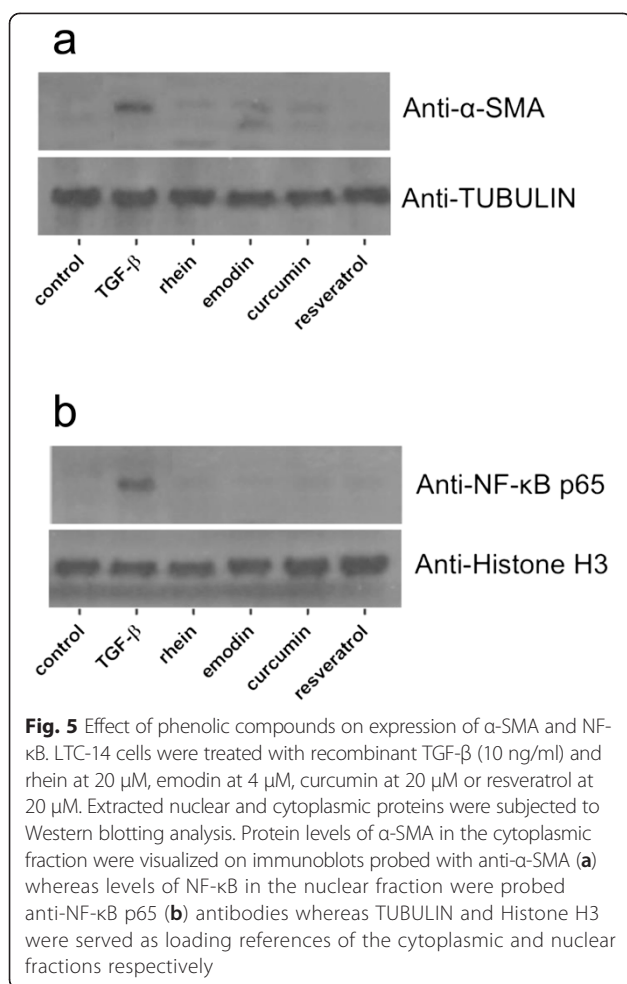 a
Anti-α-SMA
Anti-TUBULIN
control
TGF-β
rhein
emodin
curcumin
resveratrol
b
Anti-NF-κB p65
Anti-Histone H3
control
TGF-β
rhein
emodin
curcumin
resveratrol
Fig. 5 Effect of phenolic compounds on expression of α-SMA and NF-
κB. LTC-14 cells were treated with recombinant TGF-β (10 ng/ml) and
rhein at 20 μM, emodin at 4 μM, curcumin at 20 μM or resveratrol at
20 μM. Extracted nuclear and cytoplasmic proteins were subjected to
Western blotting analysis. Protein levels of α-SMA in the cytoplasmic
fraction were visualized on immunoblots probed with anti-α-SMA (a)
whereas levels of NF-κB in the nuclear fraction were probed
anti-NF-κB p65 (b) antibodies whereas TUBULIN and Histone H3
were served as loading references of the cytoplasmic and nuclear
fractions respectively